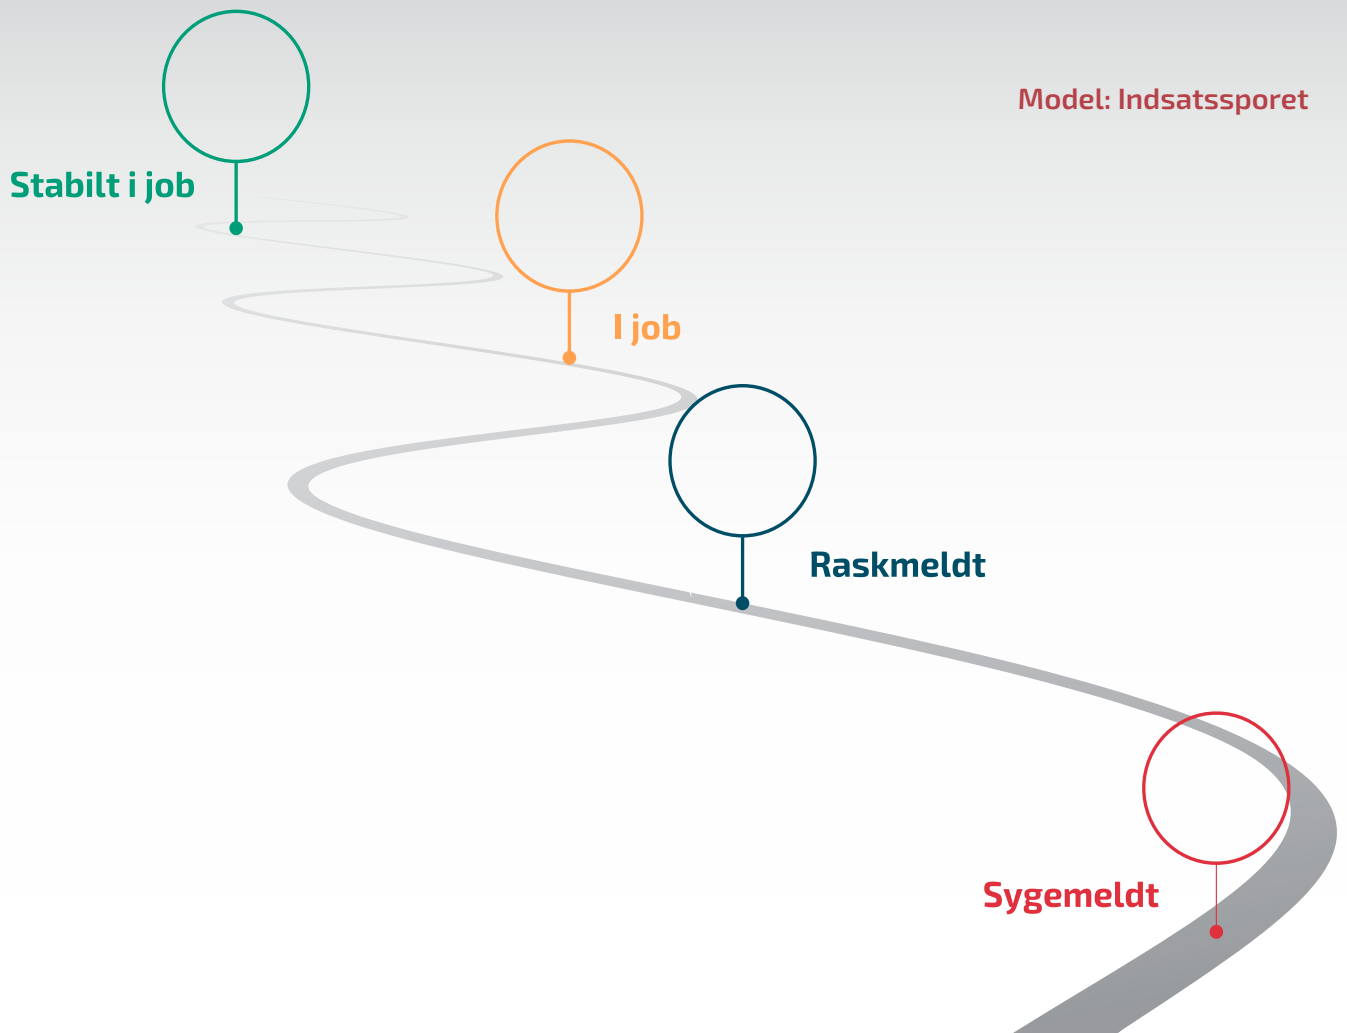 Model: Indsatssporet
Stabilt i job
I job
Raskmeldt
Sygemeldt